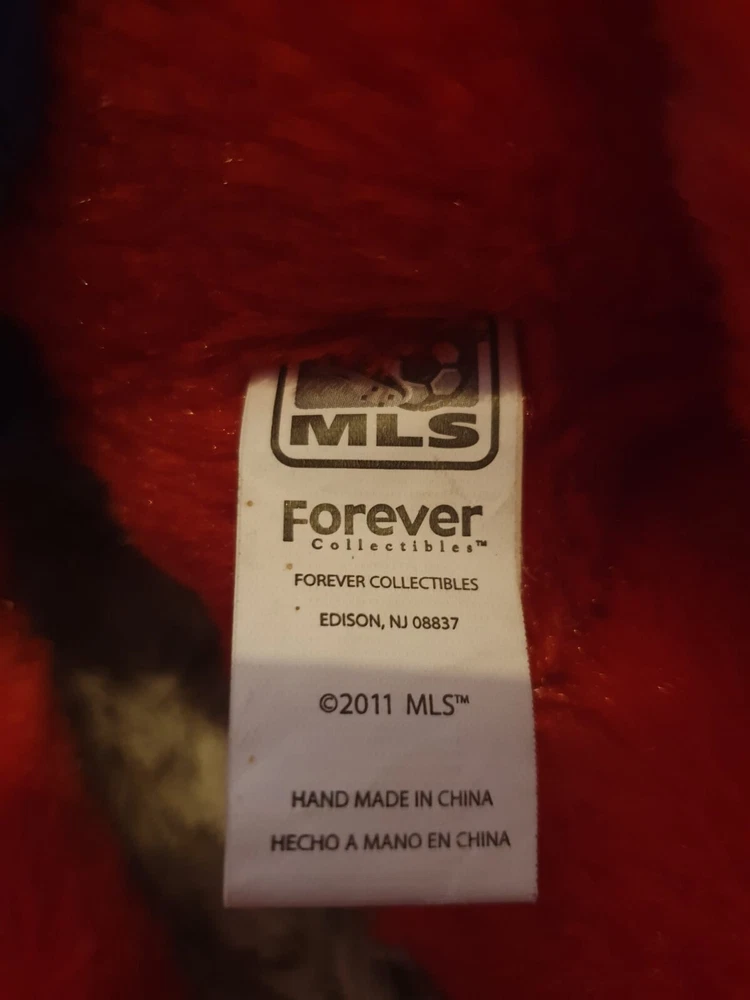 MLS
Forever
Collectibles™
FOREVER COLLECTIBLES
EDISON, NJ 08837
©2011 MLS™
HAND MADE IN CHINA
HECHO A MANO EN CHINA